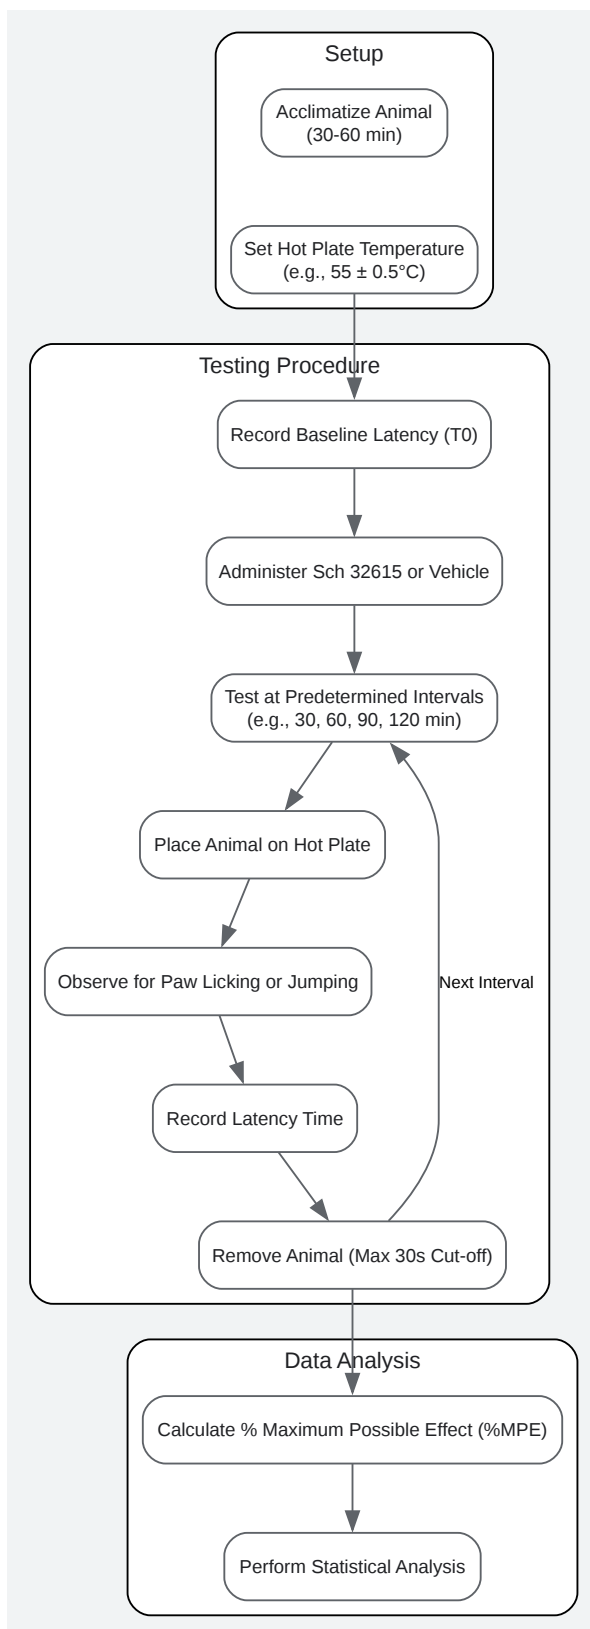 Setup
Acclimatize Animal
(30-60 min)
Set Hot Plate Temperature
(e.g., 55 ± 0.5°C)
Testing Procedure
Record Baseline Latency (T0)
Administer Sch 32615 or Vehicle
Test at Predetermined Intervals
(e.g., 30, 60, 90, 120 min)
Place Animal on Hot Plate
Observe for Paw Licking or Jumping
Next Interval
Record Latency Time
Remove Animal (Max 30s Cut-off)
Data Analysis
Calculate % Maximum Possible Effect (%MPE)
Perform Statistical Analysis